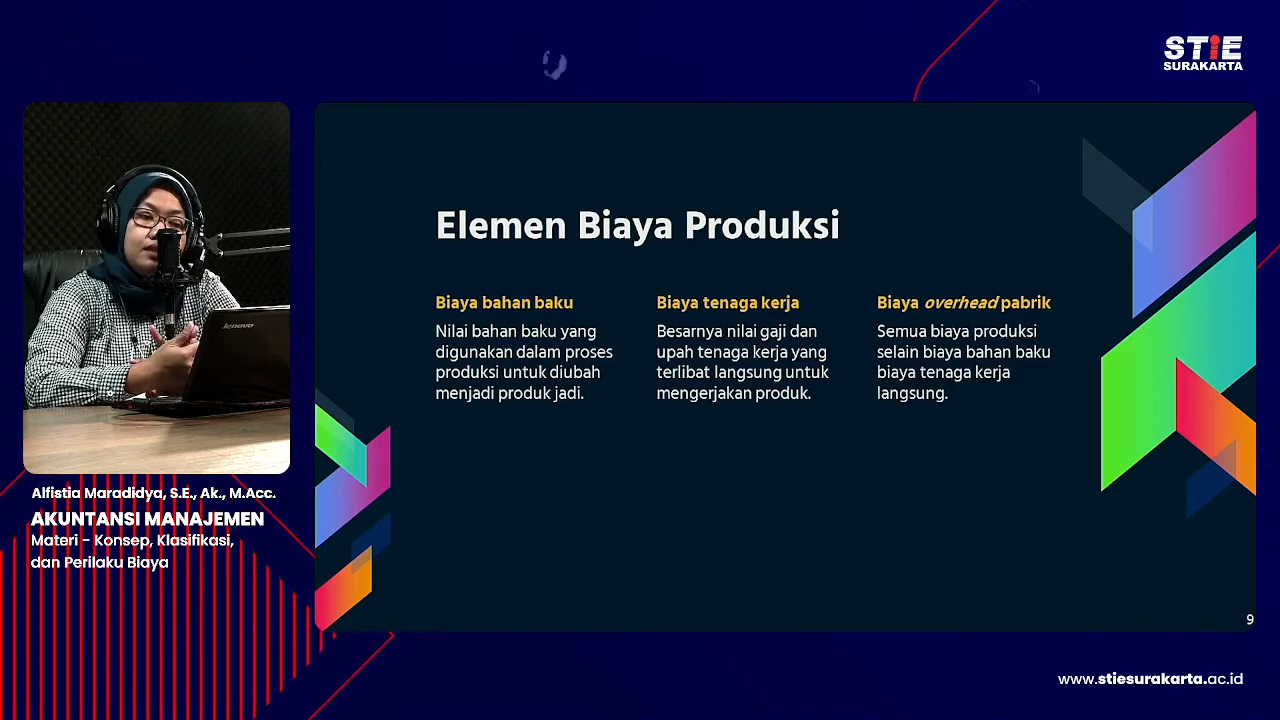 STIE
SURAKARTA
Elemen Biaya Produksi
Biaya bahan baku
Nilai bahan baku yang
digunakan dalam proses
produksi untuk diubah
menjadi produk jadi.
Biaya tenaga kerja
Besarnya nilai gaji dan
upah tenaga kerja yang
terlibat langsung untuk
mengerjakan produk.
Biaya overhead pabrik
Semua biaya produksi
selain biaya bahan baku
biaya tenaga kerja
langsung.
9
lenovo
Alfistia Maradidya, S.E., Ak., M.Acc.
AKUNTANSI MANAJEMEN
Materi - Konsep, Klasifikasi,
dan Perilaku Biaya
www.stiesurakarta.ac.id